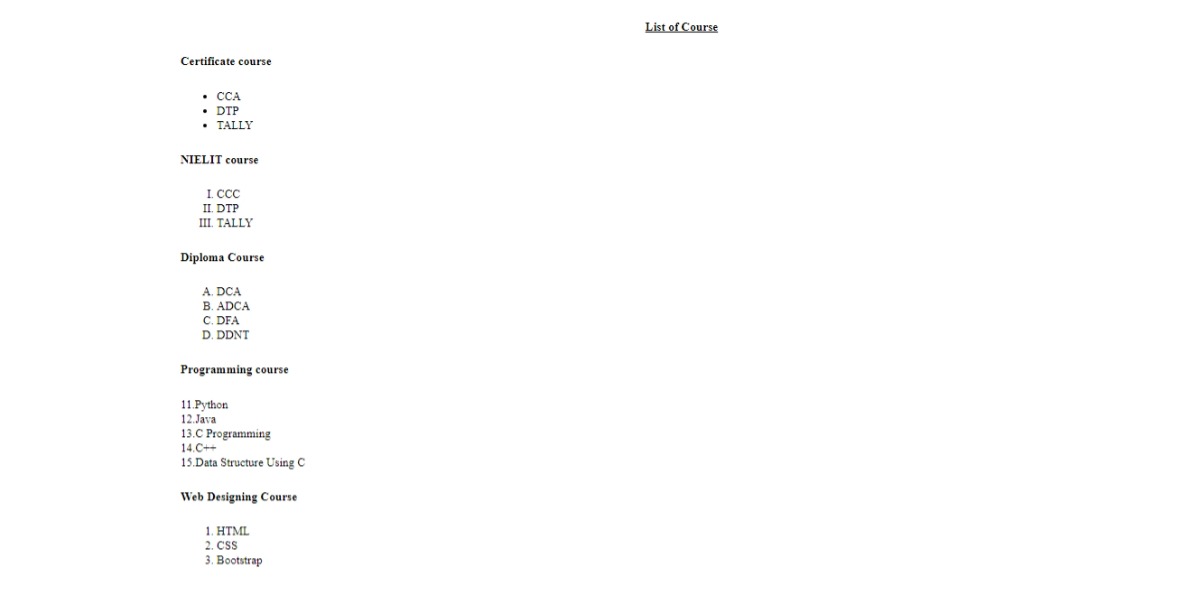 List of Course
Certificate course
• CCA
• DTP
• TALLY
NIELIT course
I. CCC
II. DTP
III. TALLY
Diploma Course
A. DCA
B. ADCA
C. DFA
D. DDNT
Programming course
11.Python
12.Java
13.C Programming
14.C++
15.Data Structure Using C
Web Designing Course
1. HTML
2. CSS
3. Bootstrap